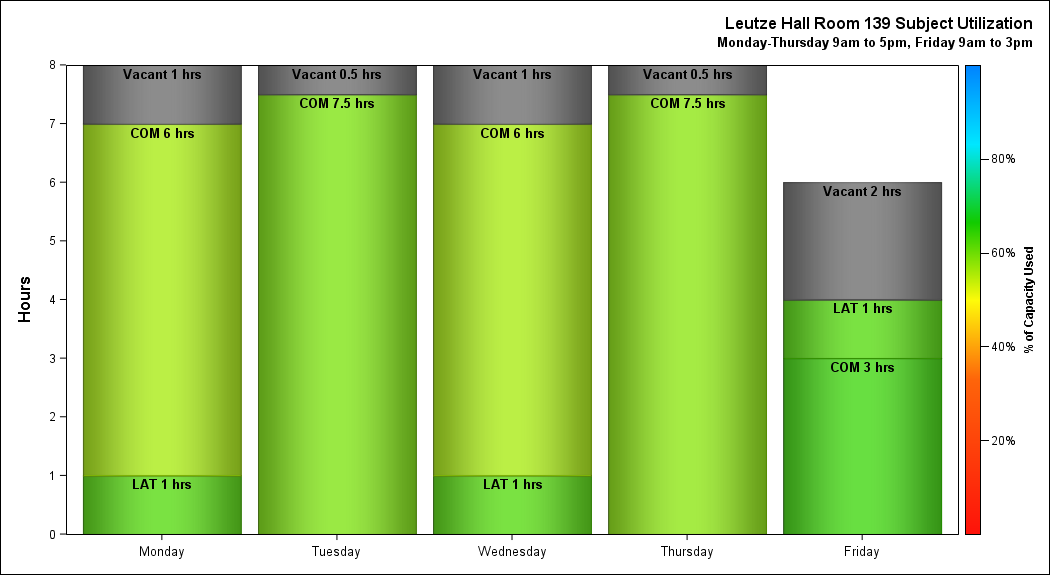 Leutze Hall Room 139 Subject Utilization
Monday-Thursday 9am to 5pm, Friday 9am to 3pm
Hours
8
7
6
5
4
3
2
1
0
Vacant 1 hrs
COM 6 hrs
LAT 1 hrs
Vacant 0.5 hrs
COM 7.5 hrs
Vacant 1 hrs
COM 6 hrs
LAT 1 hrs
Vacant 0.5 hrs
COM 7.5 hrs
Vacant 2 hrs
LAT 1 hrs
COM 3 hrs
Monday
Tuesday
Wednesday
Thursday
Friday
80%
60%
40%
20%
% of Capacity Used